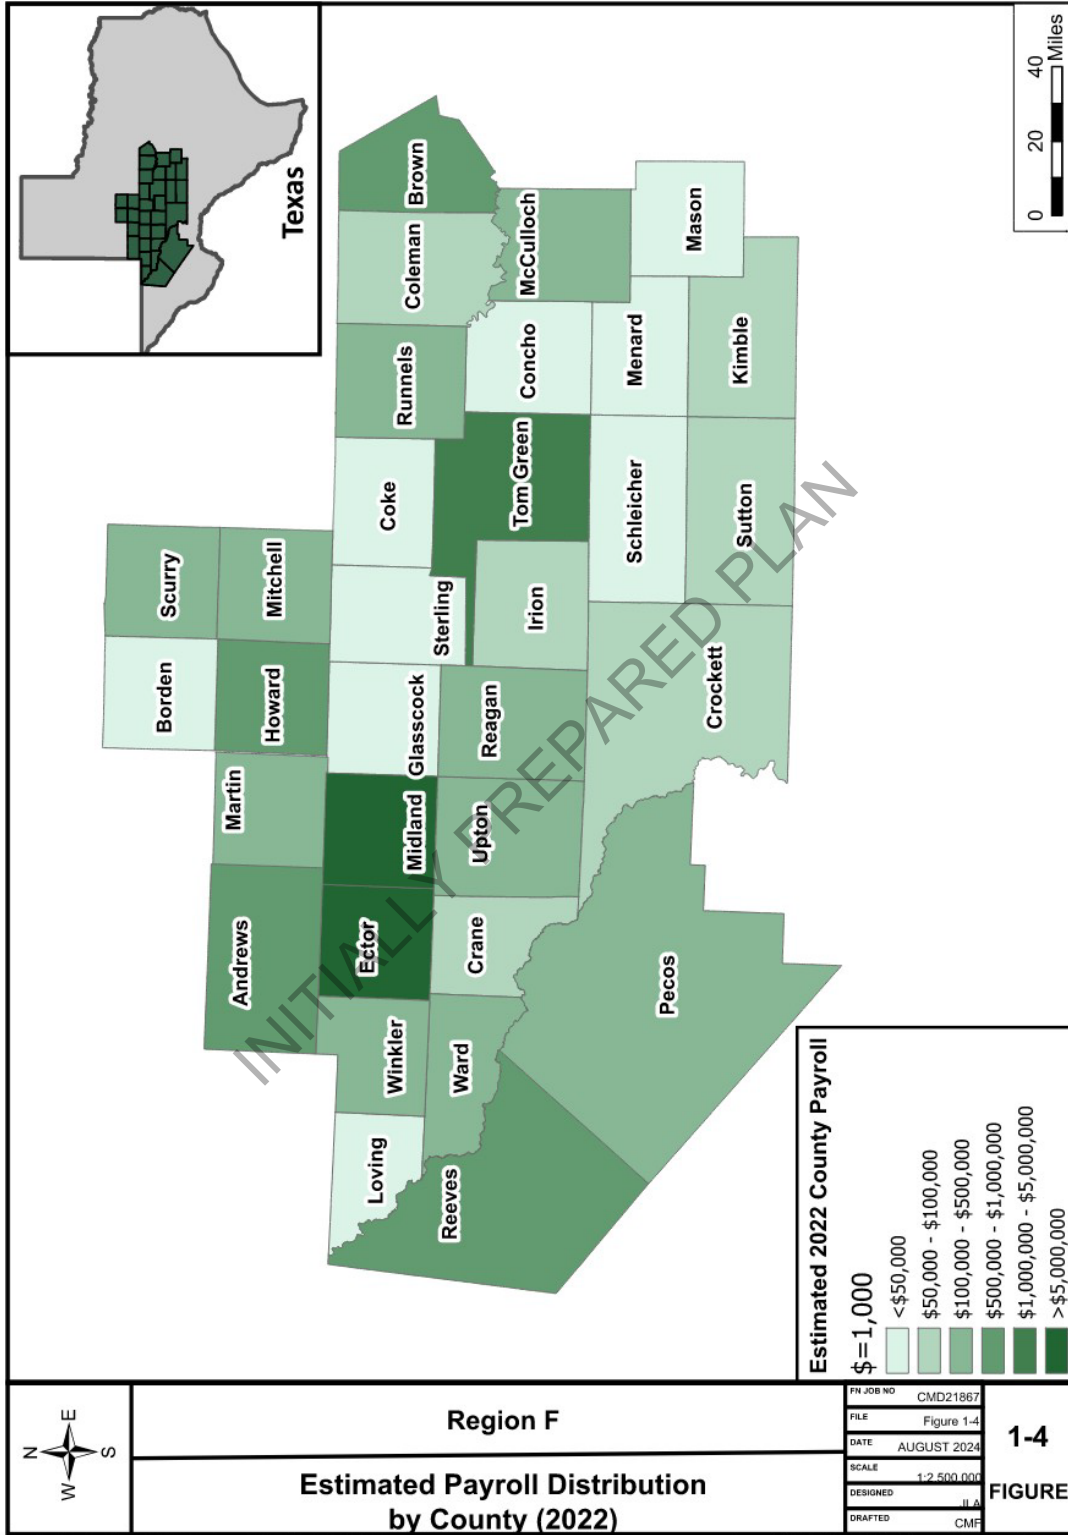 Texas
Scurry
Borden
Mitchell
Howard
Martin
Andrews
Brown
Coleman
Runnels
Coke
Sterling
Glasscock
Midland
Ector
Winkler
Loving
McCulloch
Concho
Tom Green
Irion
Reagan
Upton
Crane
Ward
Reeves
Mason
Menard
Schleicher
Kimble
Sutton
Crockett
Pecos
INITIALLY PREPARED PLAN
0 20 40
Miles
Estimated 2022 County Payroll
$=1,000
<$50,000
$50,000 - $100,000
$100,000 - $500,000
$500,000 - $1,000,000
$1,000,000 - $5,000,000
>$5,000,000
N
W E
S
Region F
Estimated Payroll Distribution
by County (2022)
FN JOB NO CMD21867
FILE Figure 1-4
DATE AUGUST 2024
SCALE 1:2,500,000
DESIGNED JLA
DRAFTED CMF
1-4
FIGURE